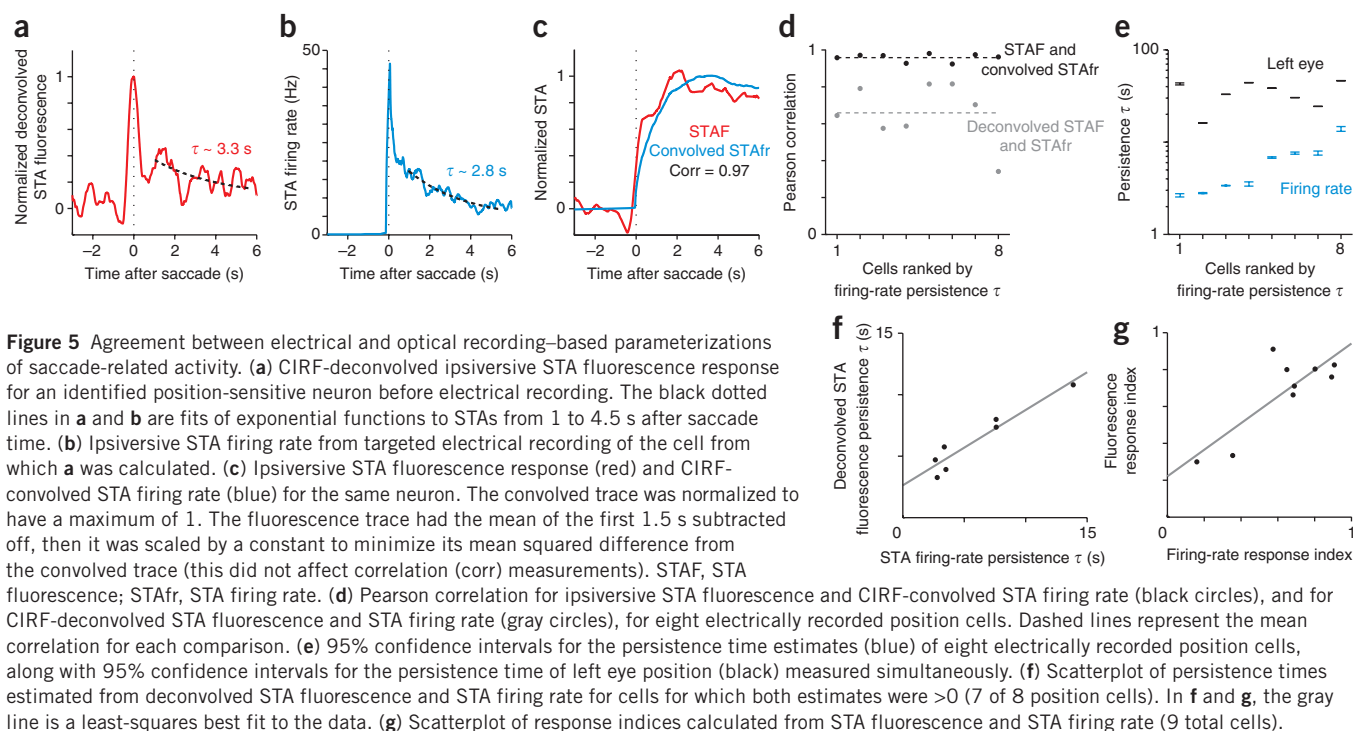 a
Normalized deconvolved
STA fluorescence
1
0
τ ~ 3.3 s
−2 0 2 4 6
Time after saccade (s)
b
STA firing rate (Hz)
50
0
τ ~ 2.8 s
−2 0 2 4 6
Time after saccade (s)
c
Normalized STA
1
0
STAF
Convolved STAfr
Corr = 0.97
−2 0 2 4 6
Time after saccade (s)
d
Pearson correlation
1
0
STAF and
convolved STAfr
Deconvolved STAF
and STAfr
1 8
Cells ranked by
firing-rate persistence τ
e
Persistence τ (s)
100
1
Left eye
Firing rate
1 8
Cells ranked by
firing-rate persistence τ
f
Deconvolved STA
fluorescence persistence τ (s)
15
0 15
STA firing-rate persistence τ (s)
g
Fluorescence
response index
1
0 1
Firing-rate response index
Figure 5 Agreement between electrical and optical recording–based parameterizations
of saccade-related activity. (a) CIRF-deconvolved ipsiversive STA fluorescence response
for an identified position-sensitive neuron before electrical recording. The black dotted
lines in a and b are fits of exponential functions to STAs from 1 to 4.5 s after saccade
time. (b) Ipsiversive STA firing rate from targeted electrical recording of the cell from
which a was calculated. (c) Ipsiversive STA fluorescence response (red) and CIRF-
convolved STA firing rate (blue) for the same neuron. The convolved trace was normalized to
have a maximum of 1. The fluorescence trace had the mean of the first 1.5 s subtracted
off, then it was scaled by a constant to minimize its mean squared difference from
the convolved trace (this did not affect correlation (corr) measurements). STAF, STA
fluorescence; STAfr, STA firing rate. (d) Pearson correlation for ipsiversive STA fluorescence and CIRF-convolved STA firing rate (black circles), and for
CIRF-deconvolved STA fluorescence and STA firing rate (gray circles), for eight electrically recorded position cells. Dashed lines represent the mean
correlation for each comparison. (e) 95% confidence intervals for the persistence time estimates (blue) of eight electrically recorded position cells,
along with 95% confidence intervals for the persistence time of left eye position (black) measured simultaneously. (f) Scatterplot of persistence times
estimated from deconvolved STA fluorescence and STA firing rate for cells for which both estimates were >0 (7 of 8 position cells). In f and g, the gray
line is a least-squares best fit to the data. (g) Scatterplot of response indices calculated from STA fluorescence and STA firing rate (9 total cells).